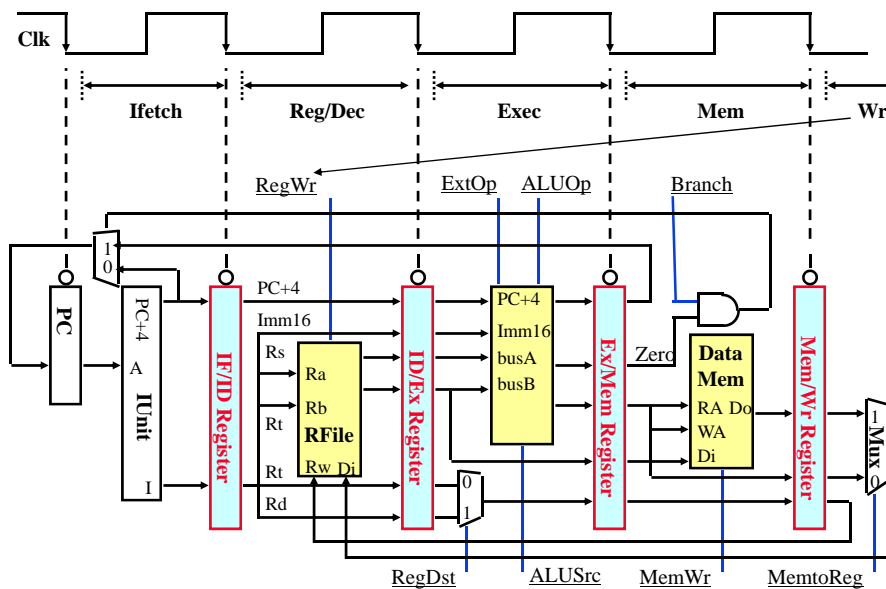 Clk
Ifetch
Reg/Dec
Exec
Mem
Wr
RegWr
ExtOp
ALUOp
Branch
1
0
PC
PC+4
A
IUnit
I
IF/ID Register
PC+4
Imm16
Rs
Ra
Rb
Rt
RFile
Rw Di
Rt
Rd
ID/Ex Register
PC+4
Imm16
busA
busB
0
1
Ex/Mem Register
Zero
Data
Mem
RA Do
WA
Di
Mem/Wr Register
1
Mux
0
RegDst
ALUSrc
MemWr
MemtoReg